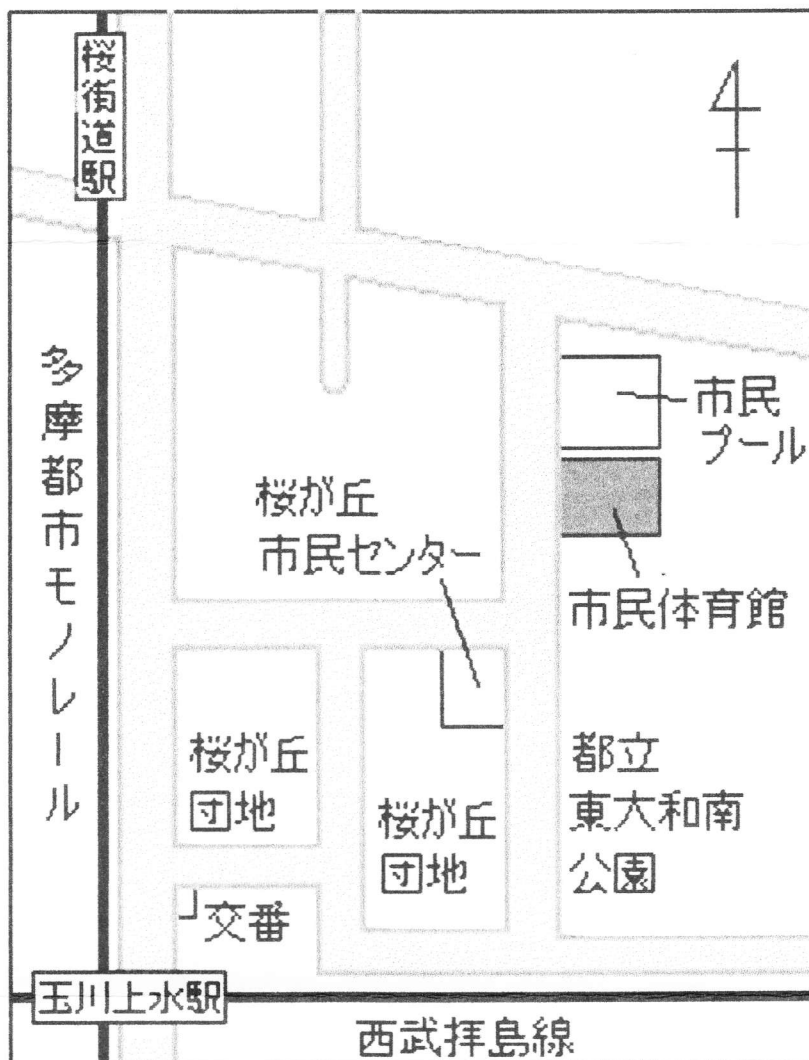 桜街道駅
多摩都市モノレール
市民
プール
桜が丘
市民センター
市民体育館
桜が丘
団地
桜が丘
団地
都立
東大和南
公園
交番
玉川上水駅
西武拝島線